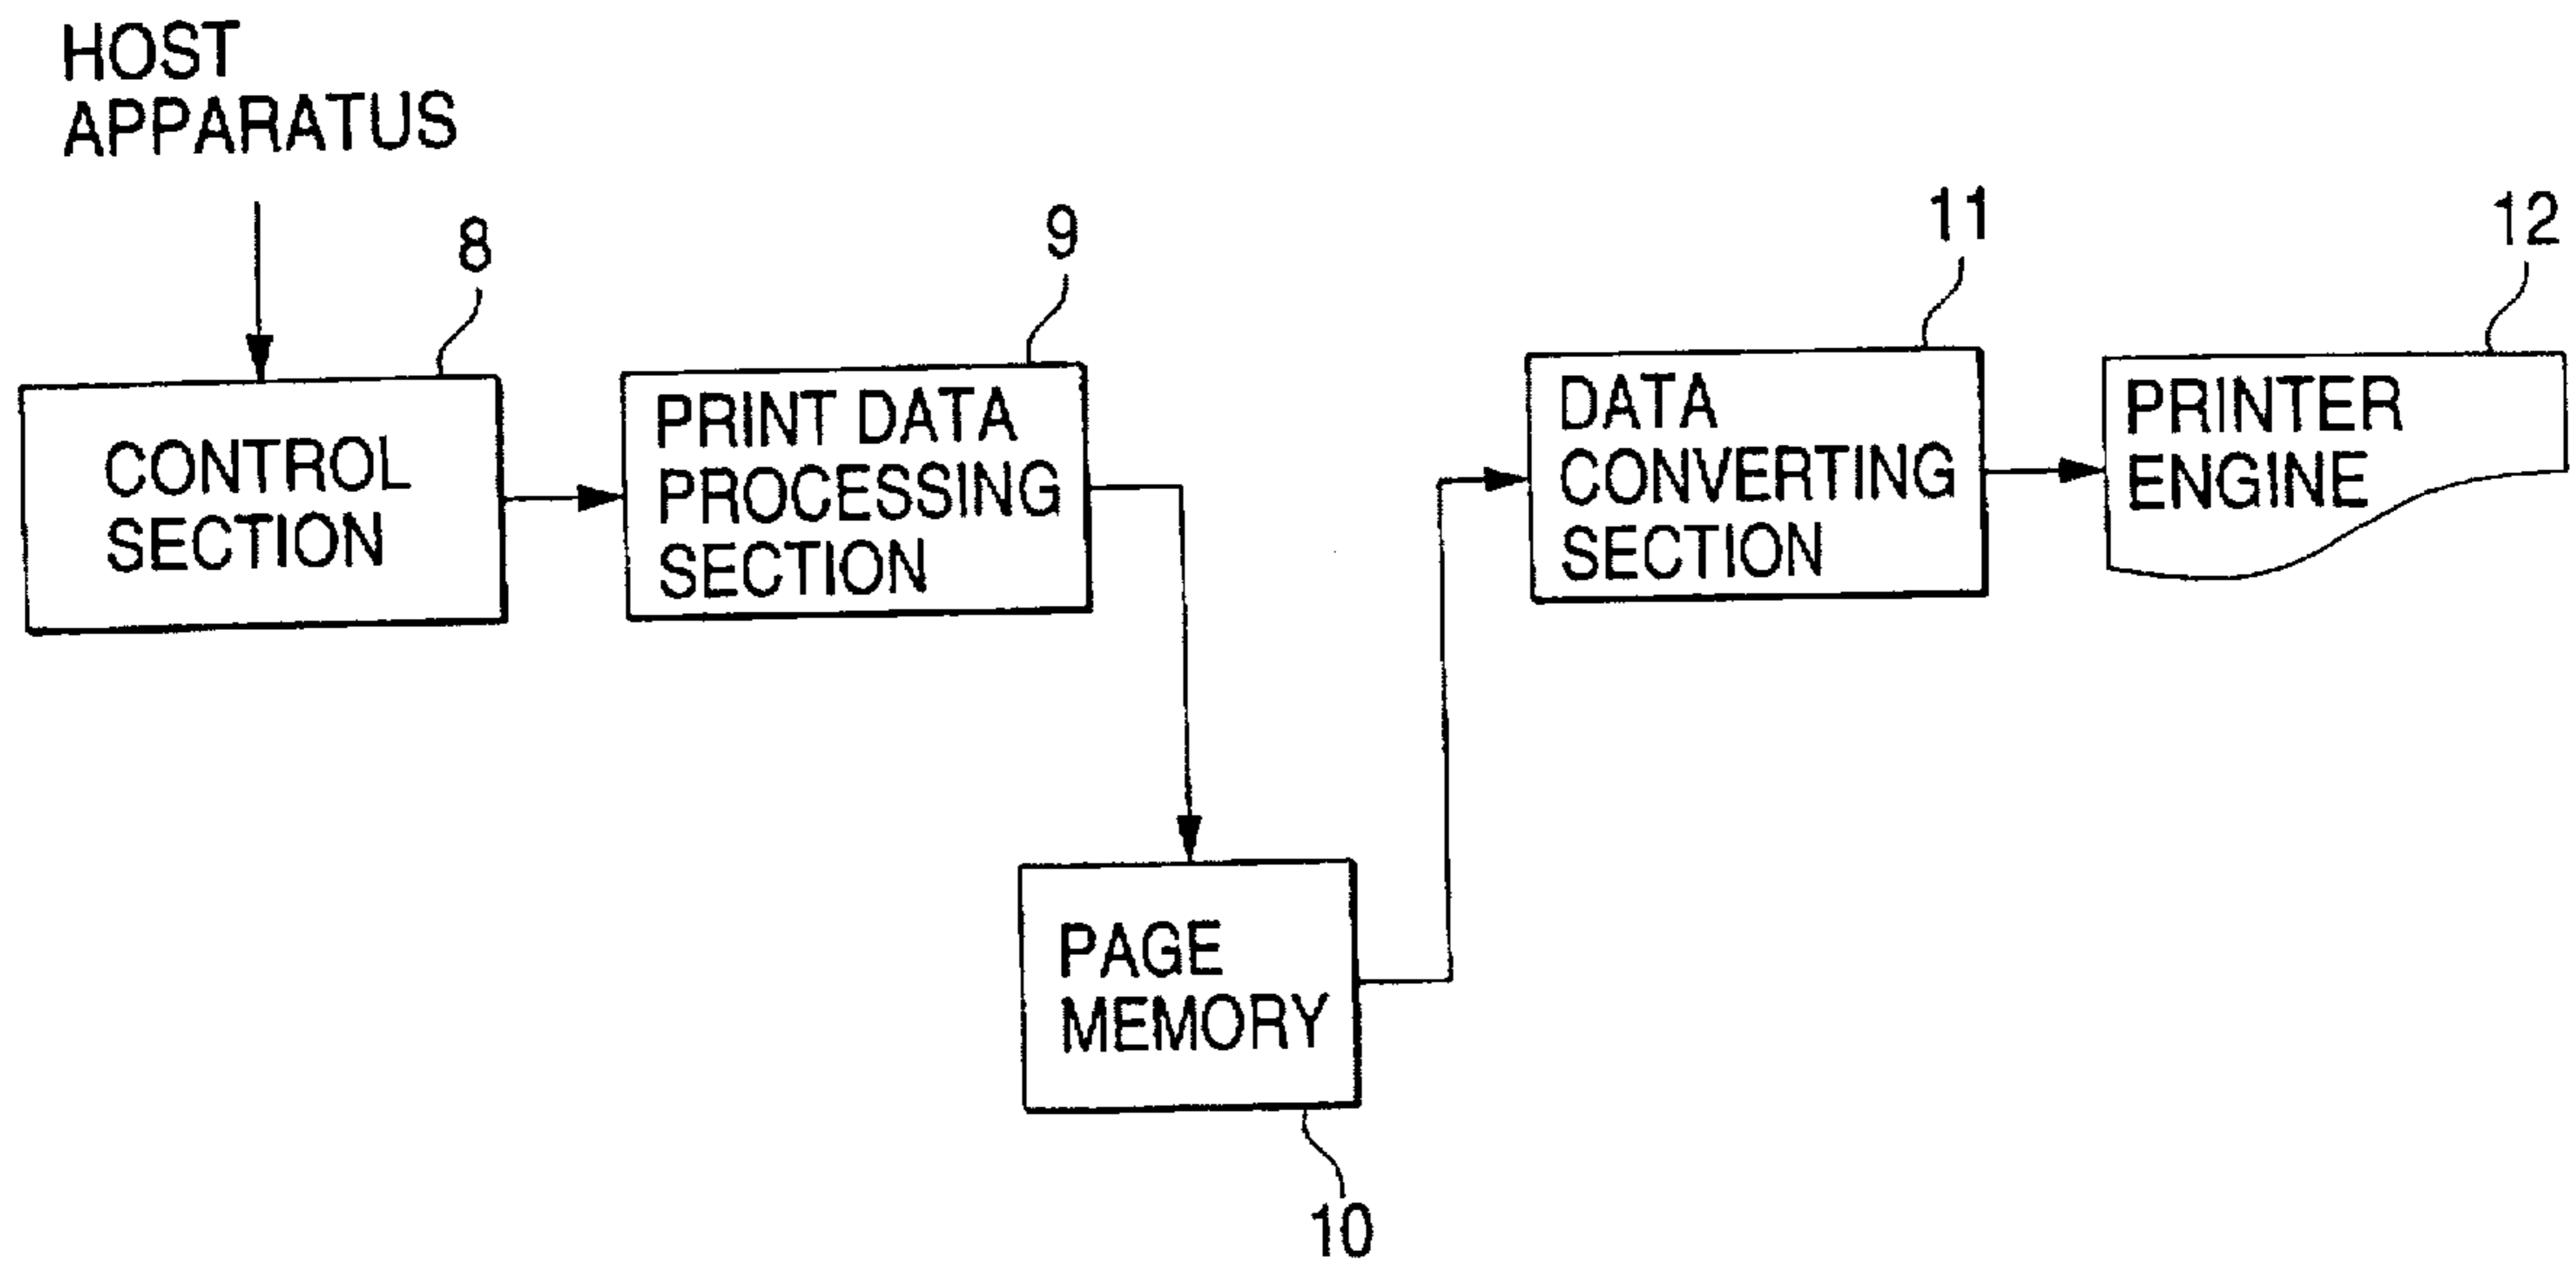 HOST
APPARATUS
8
9
11
12
CONTROL
SECTION
PRINT DATA
PROCESSING
SECTION
DATA
CONVERTING
SECTION
PRINTER
ENGINE
PAGE
MEMORY
10